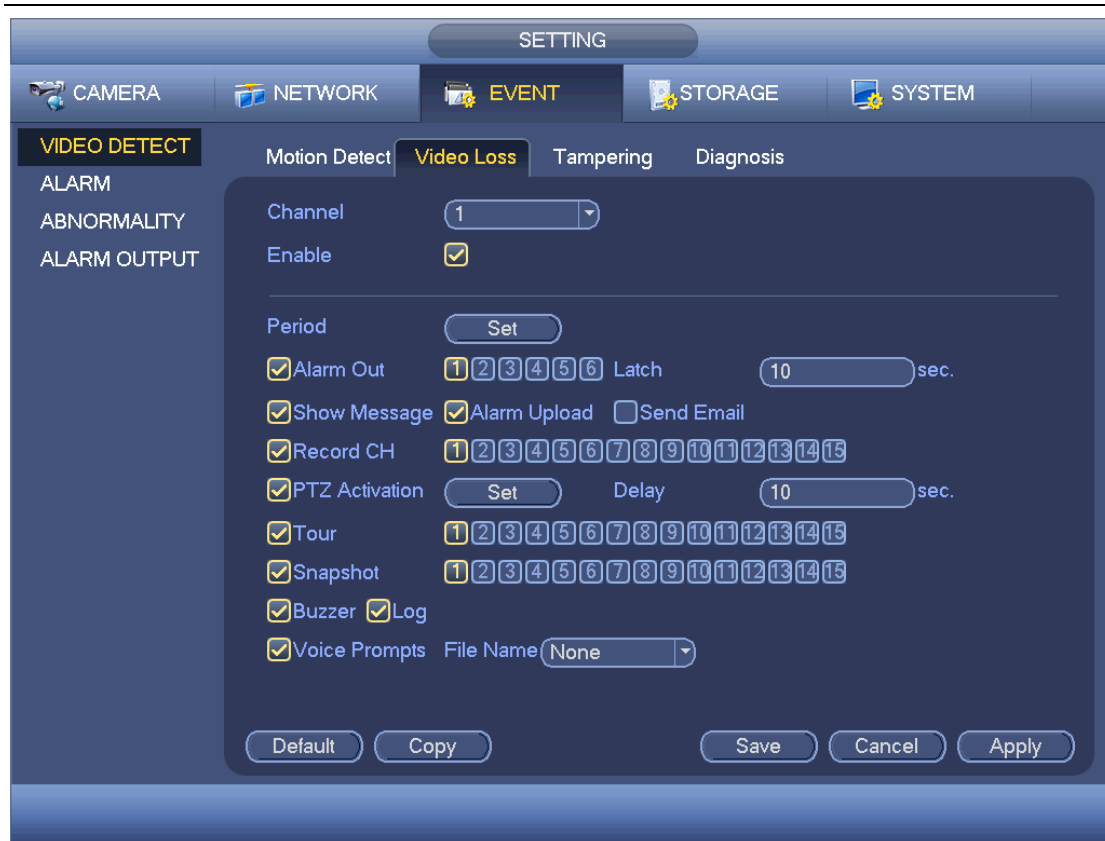 SETTING
CAMERA NETWORK EVENT STORAGE SYSTEM
VIDEO DETECT
ALARM
ABNORMALITY
ALARM OUTPUT
Motion Detect Video Loss Tampering Diagnosis
Channel 1
Enable
Period Set
Alarm Out 1 2 3 4 5 6 Latch 10 sec.
Show Message Alarm Upload Send Email
Record CH 1 2 3 4 5 6 7 8 9 10 11 12 13 14 15
PTZ Activation Set Delay 10 sec.
Tour 1 2 3 4 5 6 7 8 9 10 11 12 13 14 15
Snapshot 1 2 3 4 5 6 7 8 9 10 11 12 13 14 15
Buzzer Log
Voice Prompts File Name None
Default Copy Save Cancel Apply